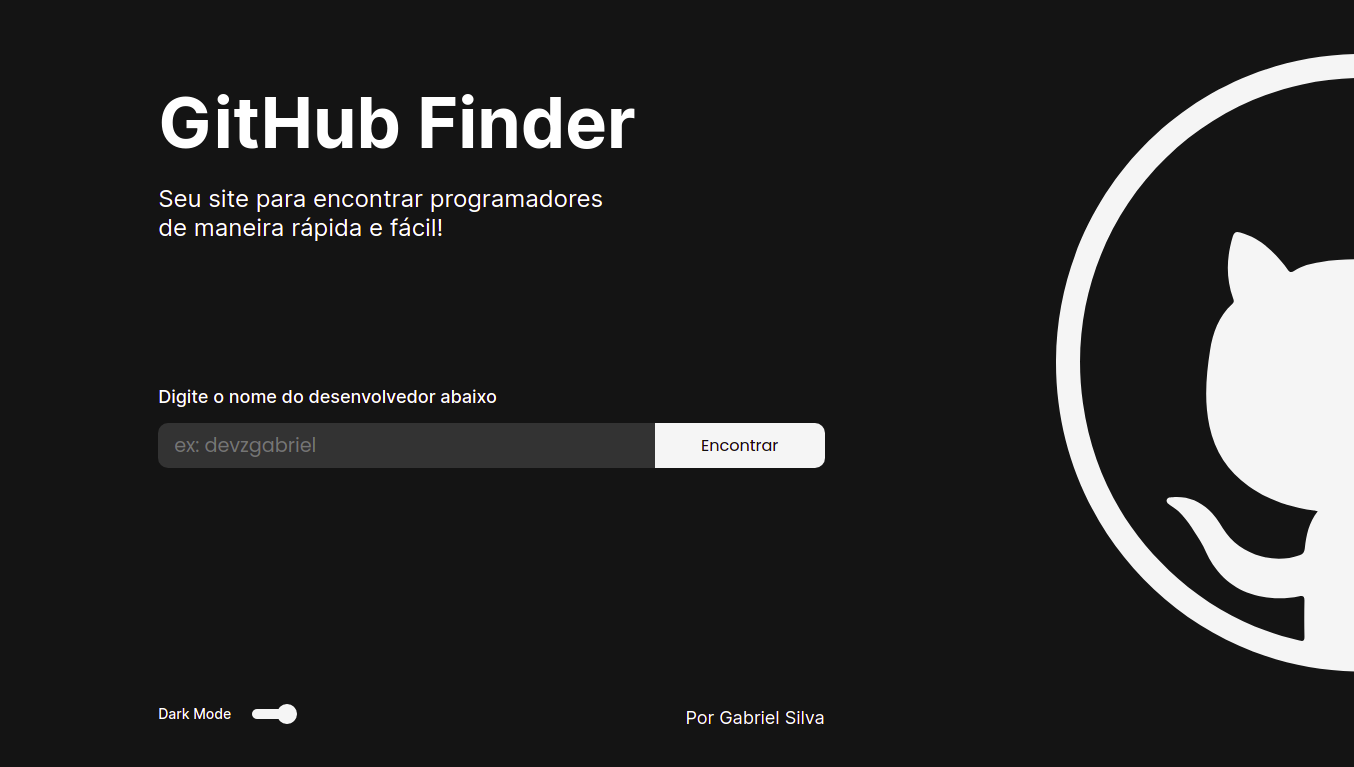 GitHub Finder
Seu site para encontrar programadores
de maneira rápida e fácil!
Digite o nome do desenvolvedor abaixo
ex: devzgabriel
Encontrar
Dark Mode
Por Gabriel Silva